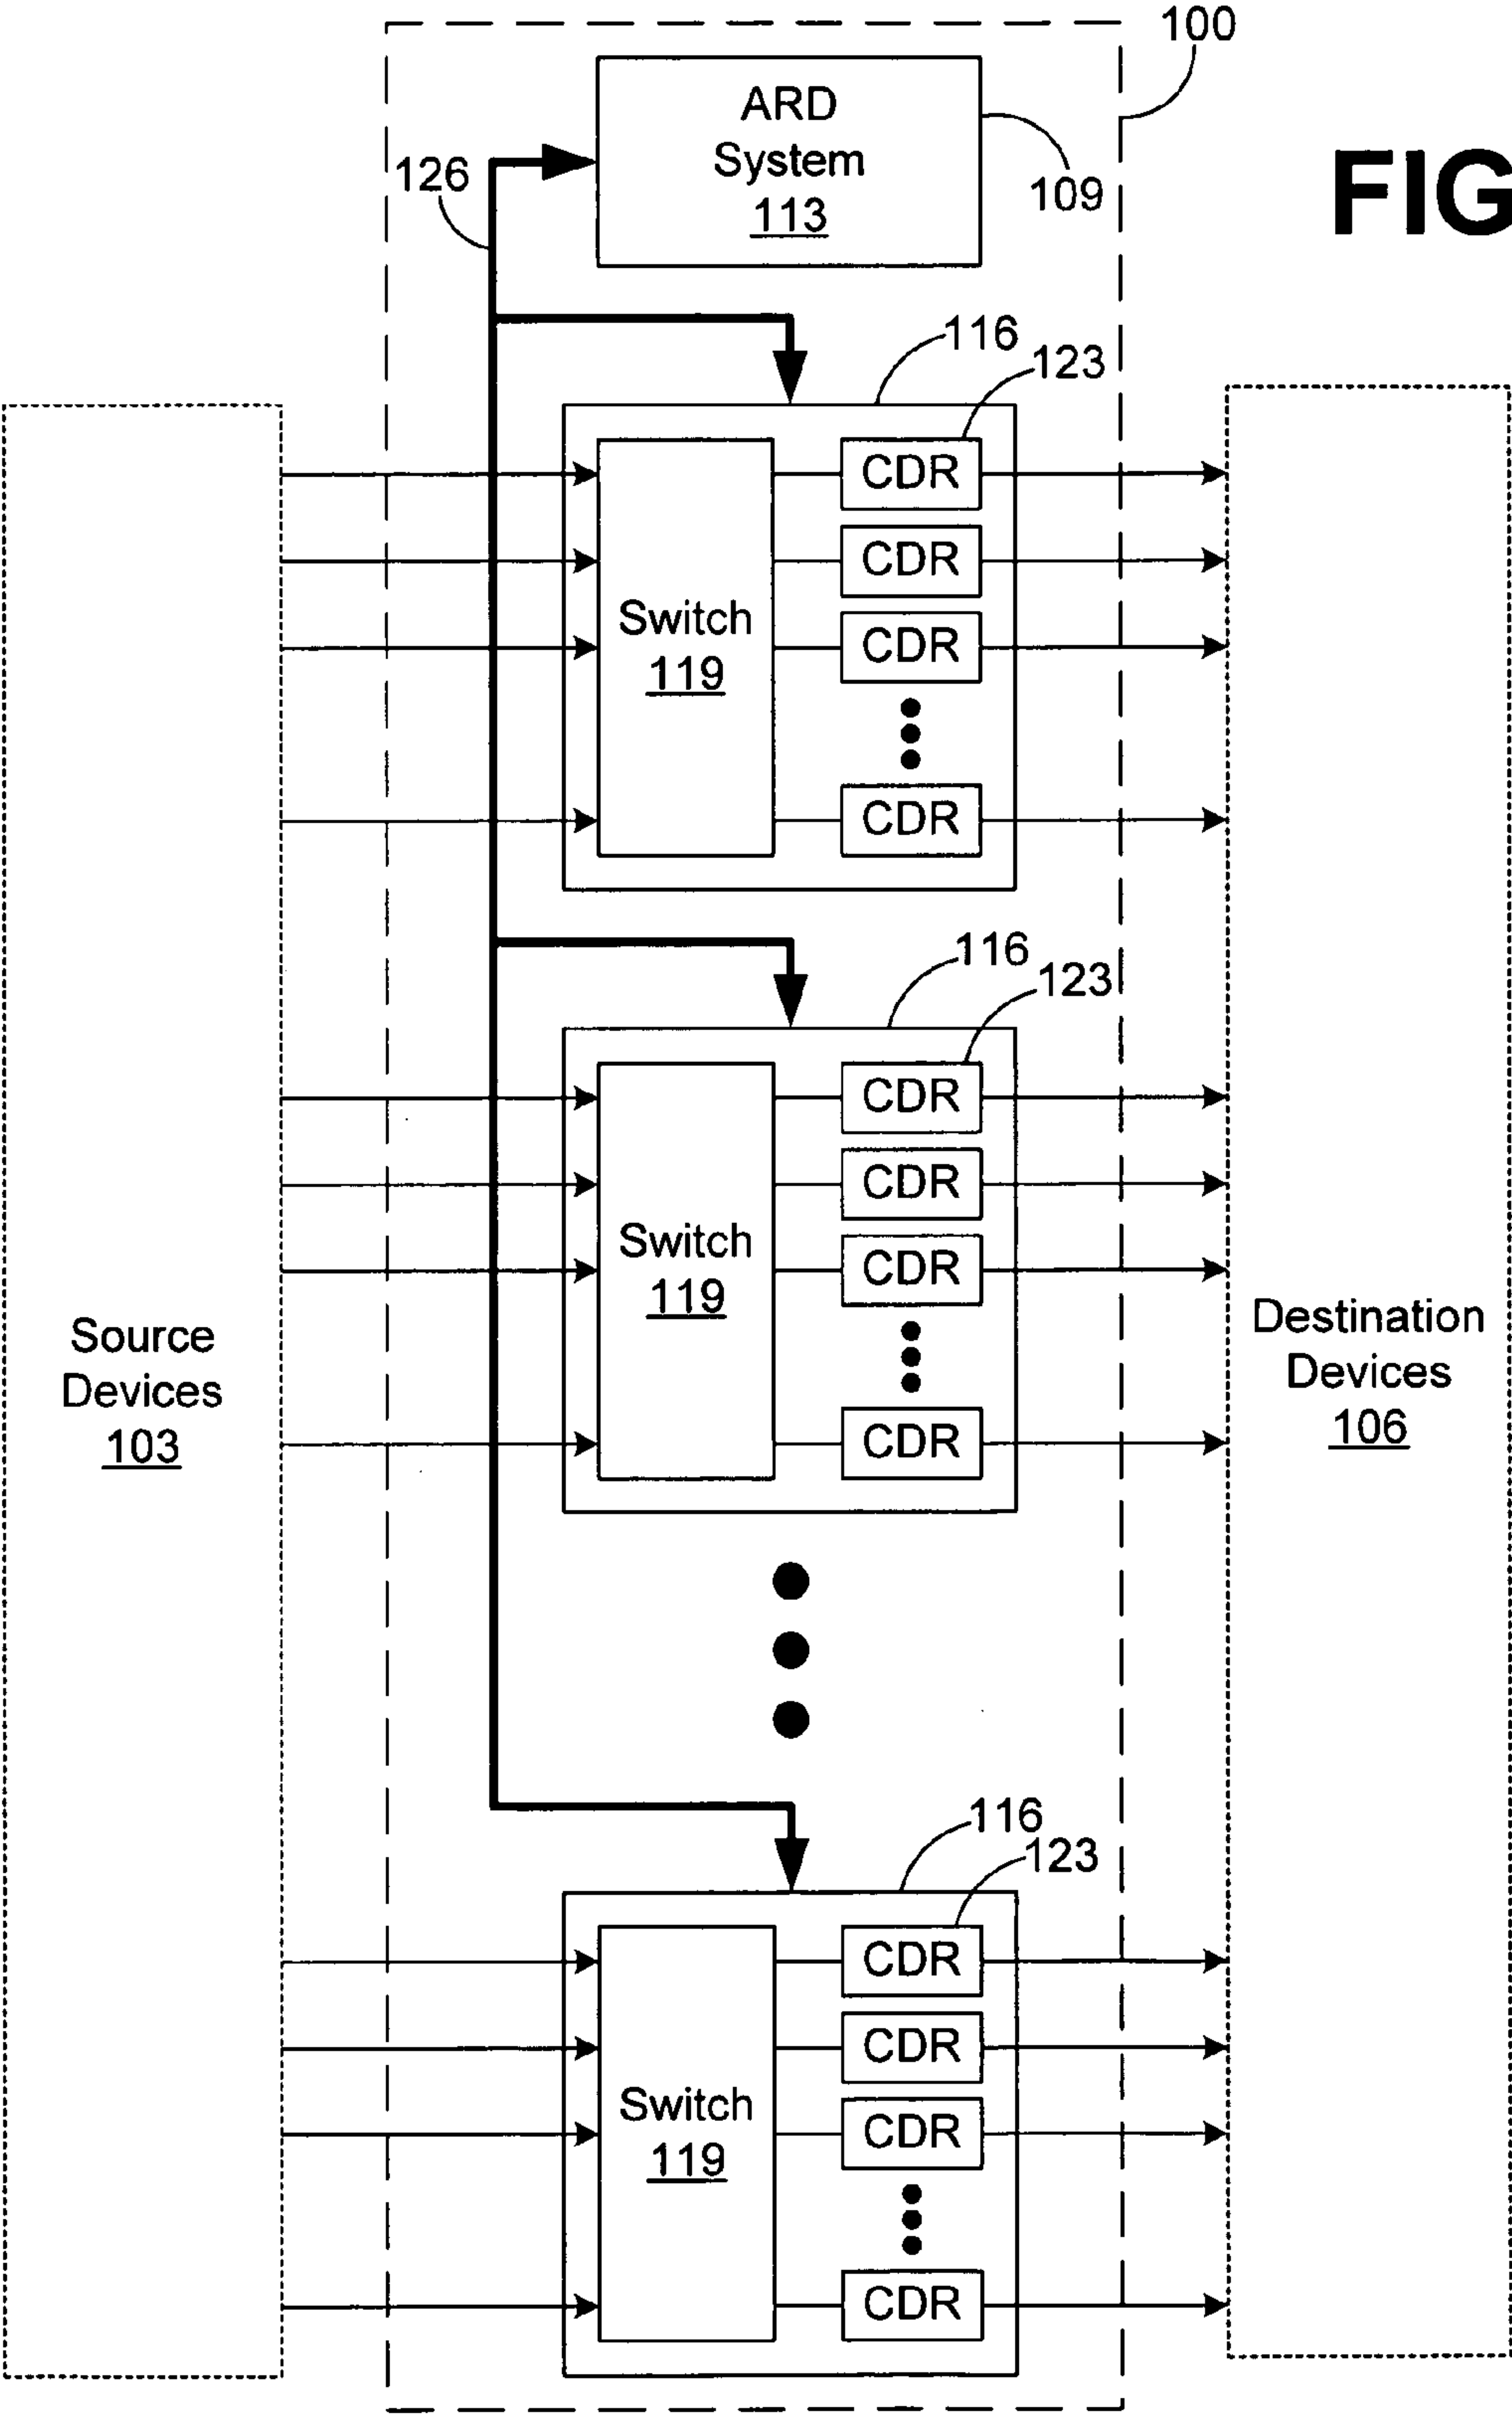 100
ARD
System
113
109
126
FIG
116
123
CDR
CDR
CDR
CDR
Switch
119
116
123
CDR
CDR
CDR
CDR
Switch
119
Source
Devices
103
Destination
Devices
106
116
123
CDR
CDR
CDR
CDR
Switch
119